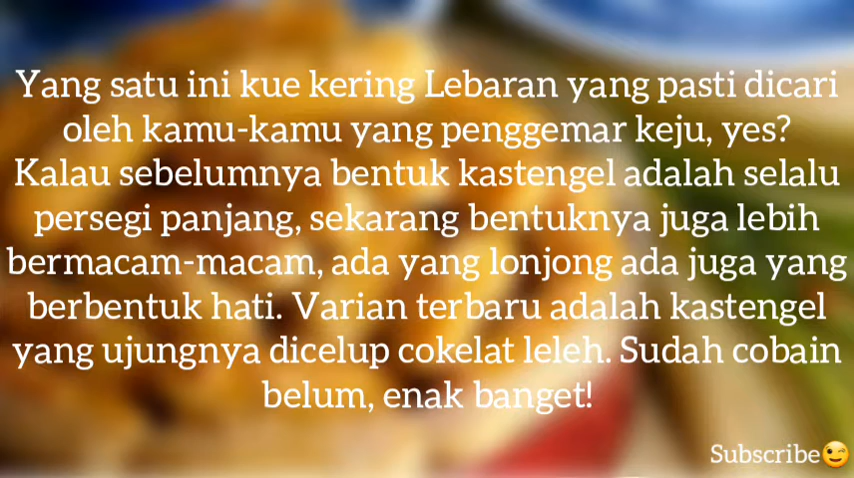 Yang satu ini kue kering Lebaran yang pasti dicari
oleh kamu-kamu yang penggemar keju, yes?
Kalau sebelumnya bentuk kastengel adalah selalu
persegi panjang, sekarang bentuknya juga lebih
bermacam-macam, ada yang lonjong ada juga yang
berbentuk hati. Varian terbaru adalah kastengel
yang ujungnya dicelup cokelat leleh. Sudah cobain
belum, enak banget!
Subscribe😉